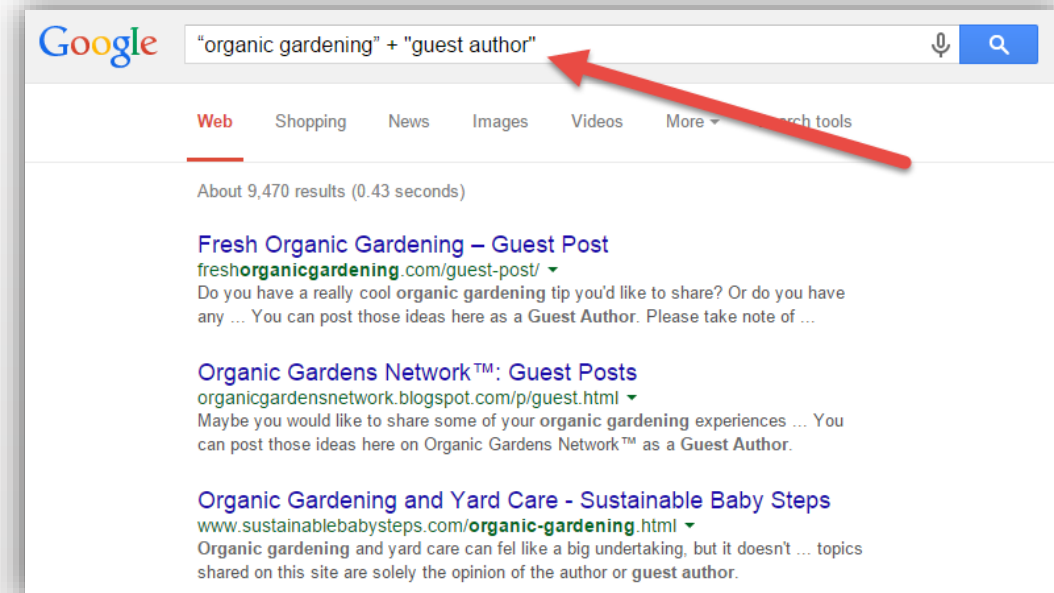 Google
“organic gardening” + "guest author"
Web Shopping News Images Videos More tools
About 9,470 results (0.43 seconds)
Fresh Organic Gardening – Guest Post
freshorganicgardening.com/guest-post/
Do you have a really cool organic gardening tip you'd like to share? Or do you have
any ... You can post those ideas here as a Guest Author. Please take note of ...
Organic Gardens Network™: Guest Posts
organicgardensnetwork.blogspot.com/p/guest.html
Maybe you would like to share some of your organic gardening experiences ... You
can post those ideas here on Organic Gardens Network™ as a Guest Author.
Organic Gardening and Yard Care - Sustainable Baby Steps
www.sustainablebabysteps.com/organic-gardening.html
Organic gardening and yard care can fel like a big undertaking, but it doesn't ... topics
shared on this site are solely the opinion of the author or guest author.